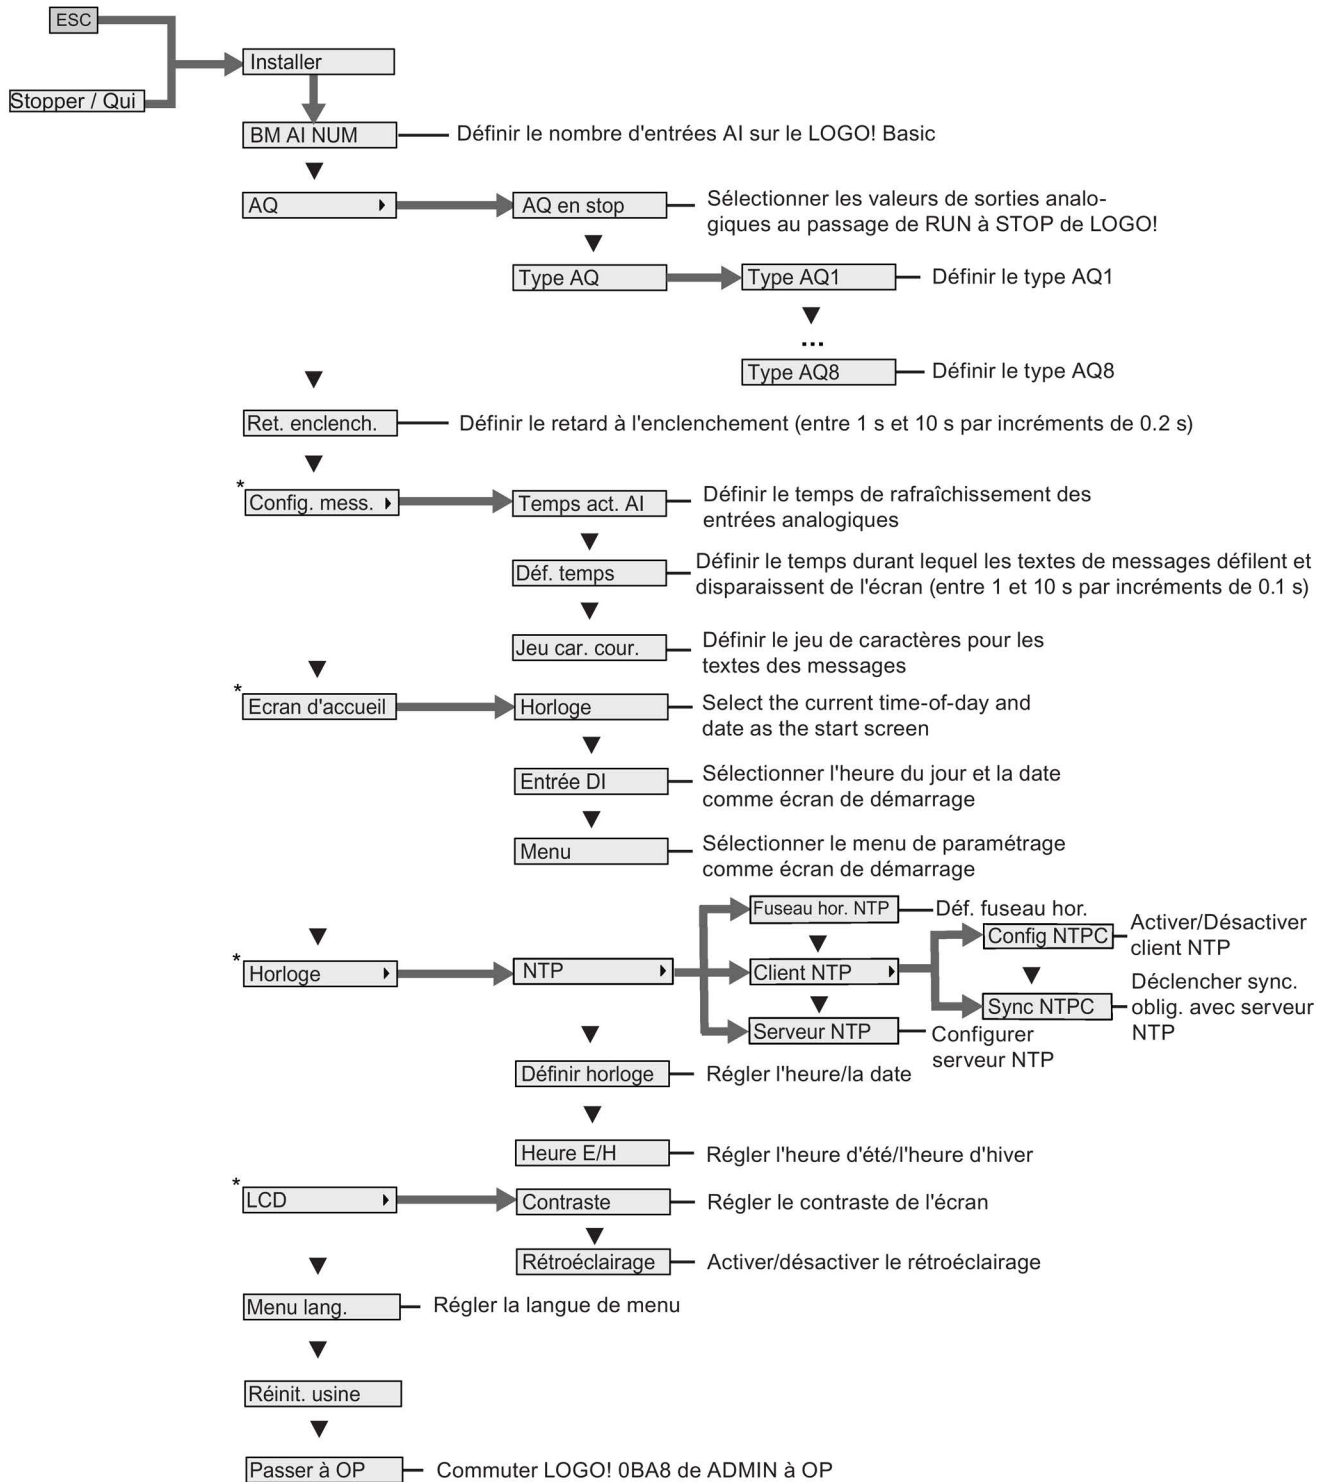 ESC
Installer
Stopper / Qui
BM AI NUM
Définir le nombre d'entrées AI sur le LOGO! Basic
AQ
AQ en stop
Sélectionner les valeurs de sorties analo-
giques au passage de RUN à STOP de LOGO!
Type AQ
Type AQ1
Définir le type AQ1
...
Type AQ8
Définir le type AQ8
Ret. enclench.
Définir le retard à l'enclenchement (entre 1 s et 10 s par incréments de 0.2 s)
*
Config. mess.
Temps act. AI
Définir le temps de rafraîchissement des
entrées analogiques
Déf. temps
Définir le temps durant lequel les textes de messages défilent et
disparaissent de l'écran (entre 1 et 10 s par incréments de 0.1 s)
Jeu car. cour.
Définir le jeu de caractères pour les
textes des messages
*
Ecran d'accueil
Horloge
Select the current time-of-day and
date as the start screen
Entrée DI
Sélectionner l'heure du jour et la date
comme écran de démarrage
Menu
Sélectionner le menu de paramétrage
comme écran de démarrage
*
Horloge
NTP
Fuseau hor. NTP
Déf. fuseau hor.
Client NTP
Config NTPC
Activer/Désactiver
client NTP
Sync NTPC
Déclencher sync.
oblig. avec serveur
NTP
Serveur NTP
Configurer
serveur NTP
Définir horloge
Régler l'heure/la date
Heure E/H
Régler l'heure d'été/l'heure d'hiver
*
LCD
Contraste
Régler le contraste de l'écran
Rétroéclairage
Activer/désactiver le rétroéclairage
Menu lang.
Régler la langue de menu
Réinit. usine
Passer à OP
Commuter LOGO! 0BA8 de ADMIN à OP